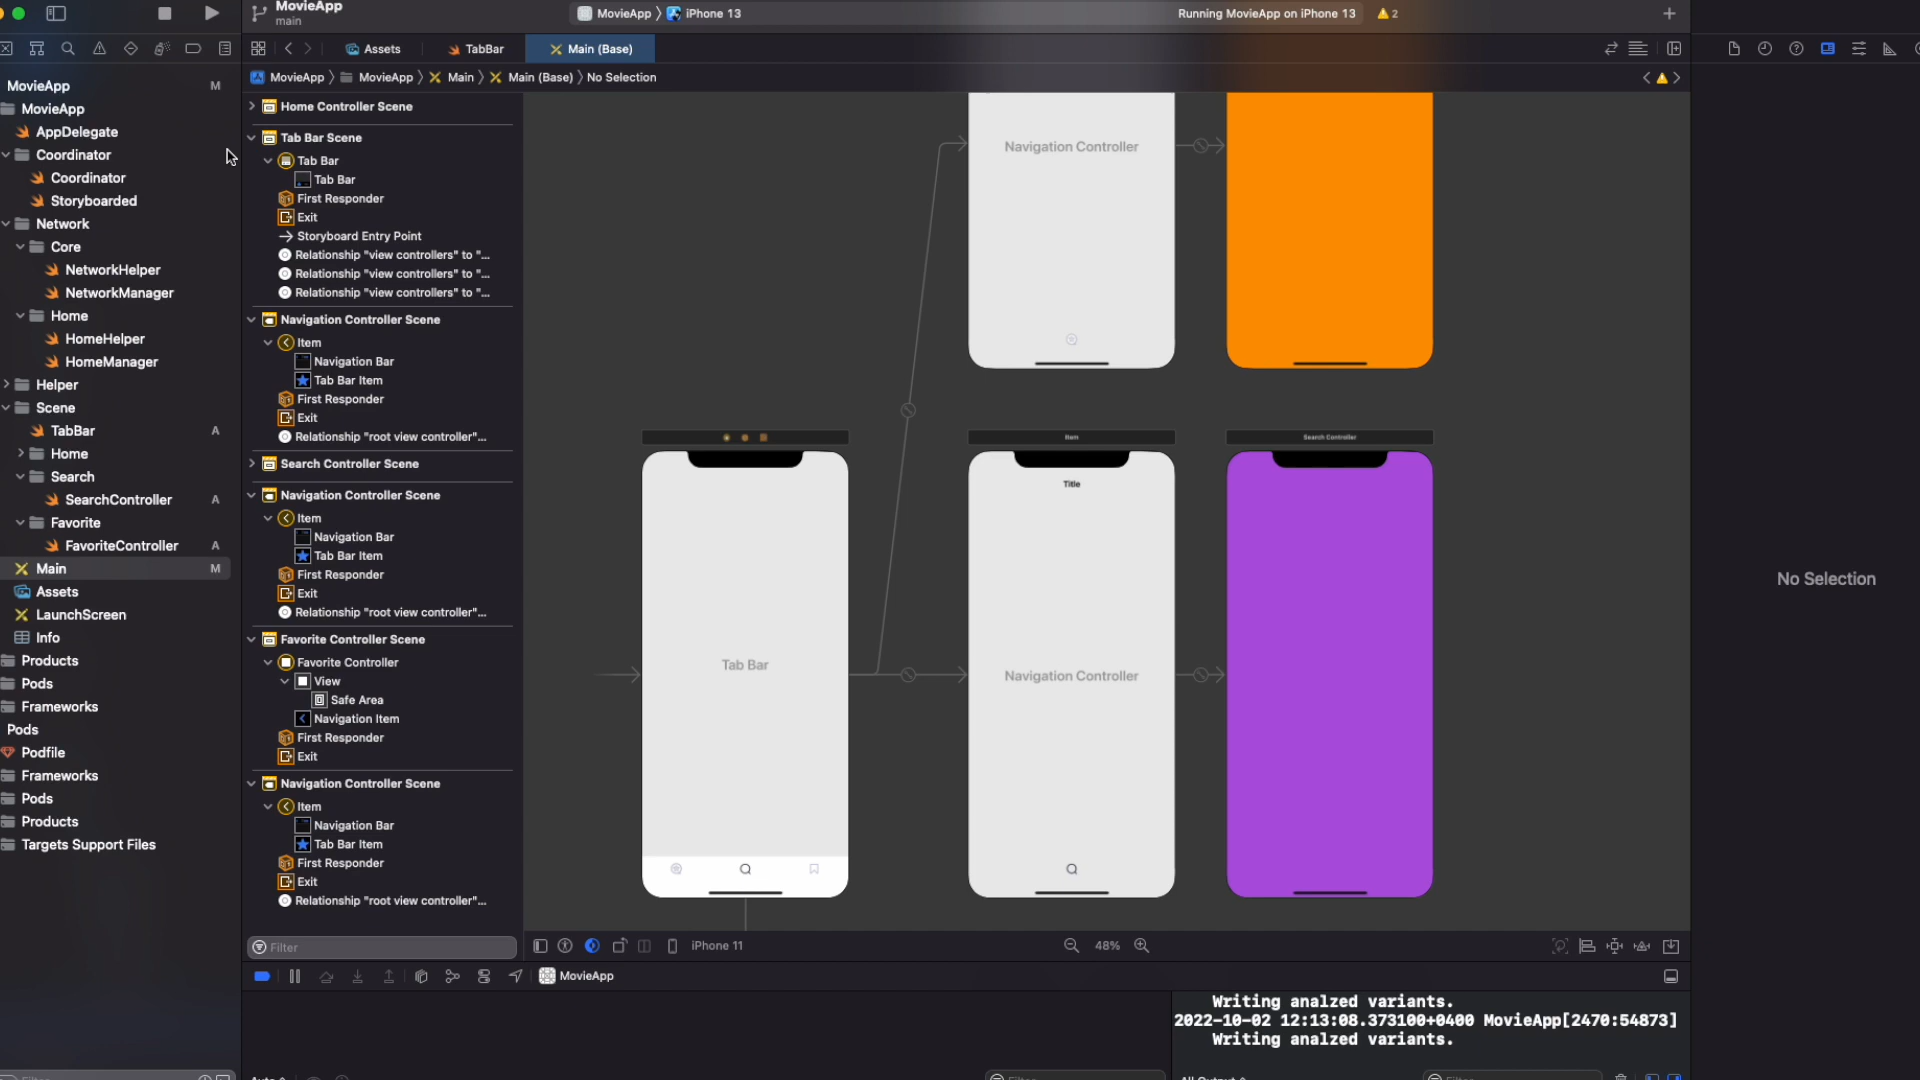 MovieApp
main
MovieApp
iPhone 13
Running MovieApp on iPhone 13
2
Assets
TabBar
Main (Base)
MovieApp
MovieApp
Main
Main (Base)
No Selection
MovieApp
M
MovieApp
AppDelegate
Coordinator
Coordinator
Storyboarded
Network
Core
NetworkHelper
NetworkManager
Home
HomeHelper
HomeManager
Helper
Scene
TabBar
A
Home
Search
SearchController
A
Favorite
FavoriteController
A
Main
M
Assets
LaunchScreen
Info
Products
Pods
Frameworks
Pods
Podfile
Frameworks
Pods
Products
Targets Support Files
Home Controller Scene
Tab Bar Scene
Tab Bar
Tab Bar
First Responder
Exit
Storyboard Entry Point
Relationship "view controllers" to "...
Relationship "view controllers" to "...
Relationship "view controllers" to "...
Navigation Controller Scene
Item
Navigation Bar
Tab Bar Item
First Responder
Exit
Relationship "root view controller"...
Search Controller Scene
Navigation Controller Scene
Item
Navigation Bar
Tab Bar Item
First Responder
Exit
Relationship "root view controller"...
Favorite Controller Scene
Favorite Controller
View
Safe Area
Navigation Item
First Responder
Exit
Navigation Controller Scene
Item
Navigation Bar
Tab Bar Item
First Responder
Exit
Relationship "root view controller"...
Filter
Navigation Controller
Item
Search Controller
Title
Tab Bar
Navigation Controller
iPhone 11
48%
No Selection
MovieApp
Writing analzed variants.
2022-10-02 12:13:08.373100+0400 MovieApp[2470:54873]
Writing analzed variants.